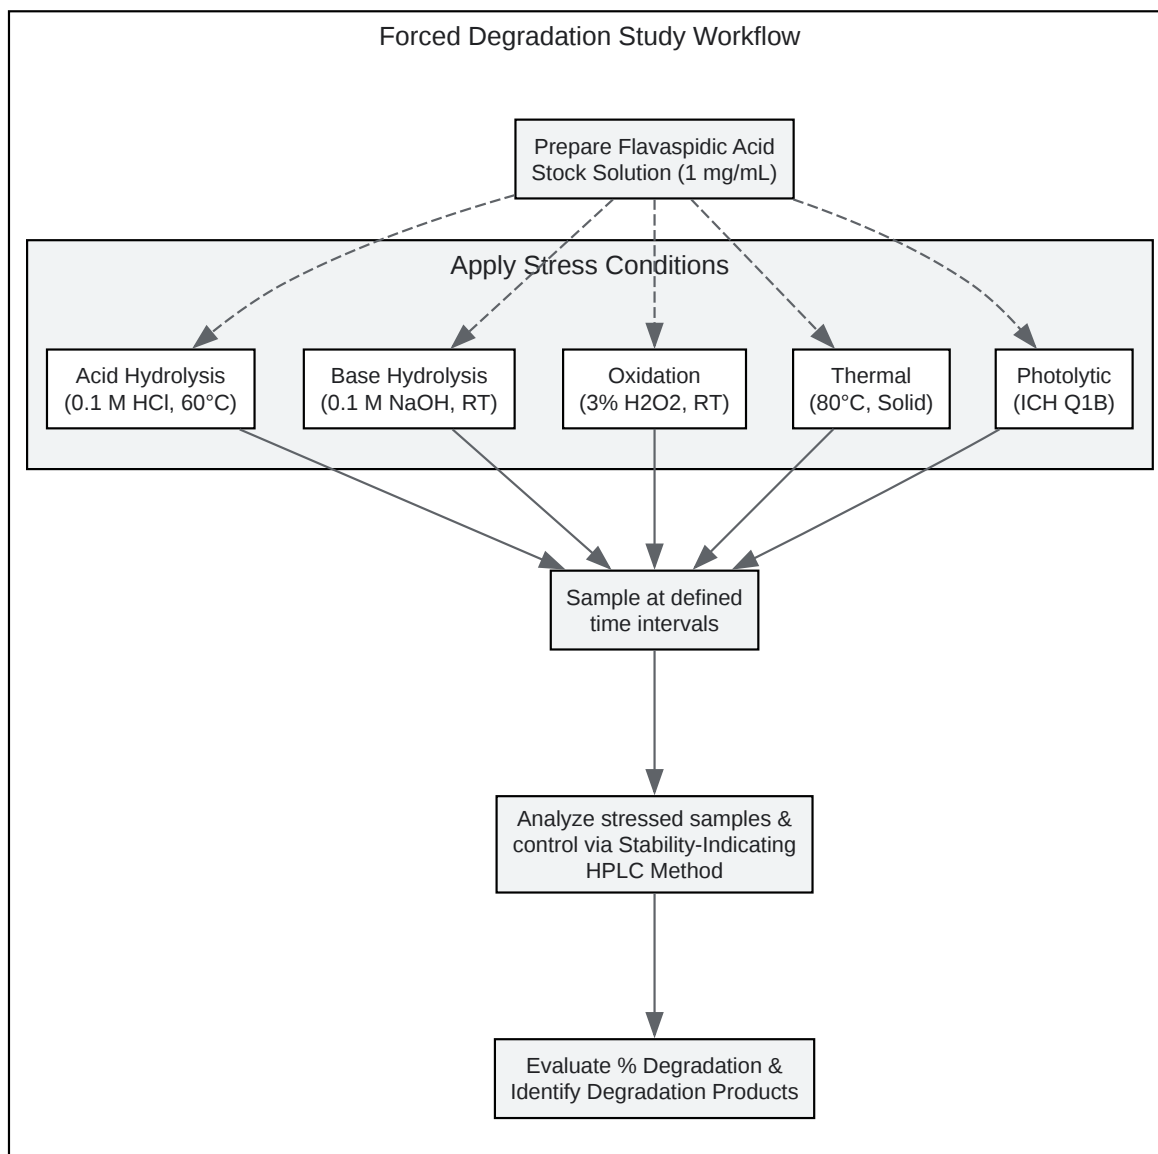 Forced Degradation Study Workflow
Prepare Flavaspidic Acid
Stock Solution (1 mg/mL)
Apply Stress Conditions
Acid Hydrolysis
(0.1 M HCl, 60°C)
Base Hydrolysis
(0.1 M NaOH, RT)
Oxidation
(3% H2O2, RT)
Thermal
(80°C, Solid)
Photolytic
(ICH Q1B)
Sample at defined
time intervals
Analyze stressed samples &
control via Stability-Indicating
HPLC Method
Evaluate % Degradation &
Identify Degradation Products